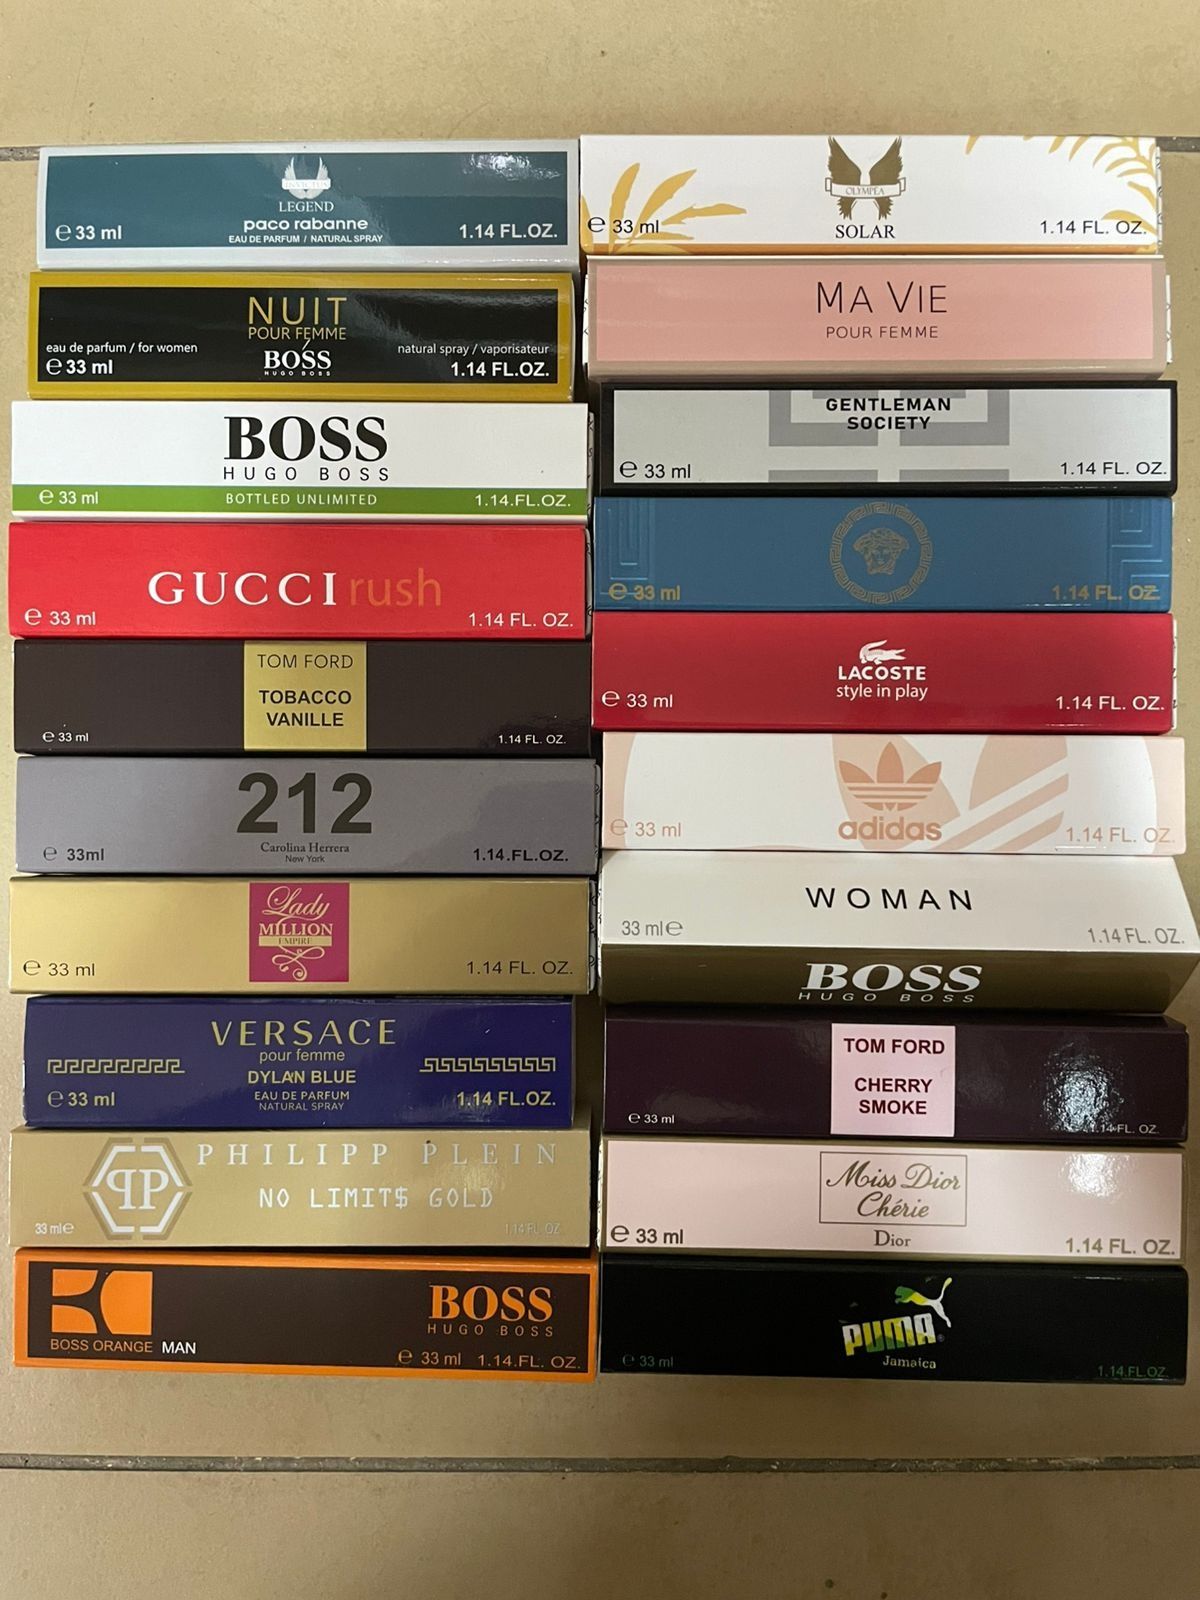 INVICTUS
LEGEND
paco rabanne
EAU DE PARFUM / NATURAL SPRAY
℮ 33 ml
1.14 FL.OZ.
NUIT
POUR FEMME
eau de parfum / for women
BOSS
natural spray / vaporisateur
HUGO BOSS
℮ 33 ml
1.14 FL.OZ.
BOSS
HUGO BOSS
℮ 33 ml
BOTTLED UNLIMITED
1.14.FL.OZ.
GUCCI rush
℮ 33 ml
1.14 FL. OZ.
TOM FORD
TOBACCO
VANILLE
℮ 33 ml
1.14 FL. OZ.
212
Carolina Herrera
New York
℮ 33ml
1.14.FL.OZ.
Lady
MILLION
EMPIRE
℮ 33 ml
1.14 FL. OZ.
VERSACE
pour femme
DYLAN BLUE
EAU DE PARFUM
NATURAL SPRAY
℮ 33 ml
1.14 FL.OZ.
PHILIPP PLEIN
NO LIMIT$ GOLD
33 ml℮
1.14 FL. OZ.
BOSS
HUGO BOSS
BOSS ORANGE MAN
℮ 33 ml 1.14.FL. OZ.
OLYMPÉA
SOLAR
℮ 33 ml
1.14 FL. OZ.
MA VIE
POUR FEMME
GENTLEMAN
SOCIETY
℮ 33 ml
1.14 FL. OZ.
℮ 33 ml
1.14 FL. OZ.
LACOSTE
style in play
℮ 33 ml
1.14 FL. OZ.
adidas
℮ 33 ml
1.14 FL. OZ.
WOMAN
33 ml℮
1.14 FL. OZ.
BOSS
HUGO BOSS
TOM FORD
CHERRY
SMOKE
℮ 33 ml
1.14 FL. OZ.
Miss Dior
Chérie
Dior
℮ 33 ml
1.14 FL. OZ.
PUMA®
Jamaica
℮ 33 ml
1.14.FL.OZ.